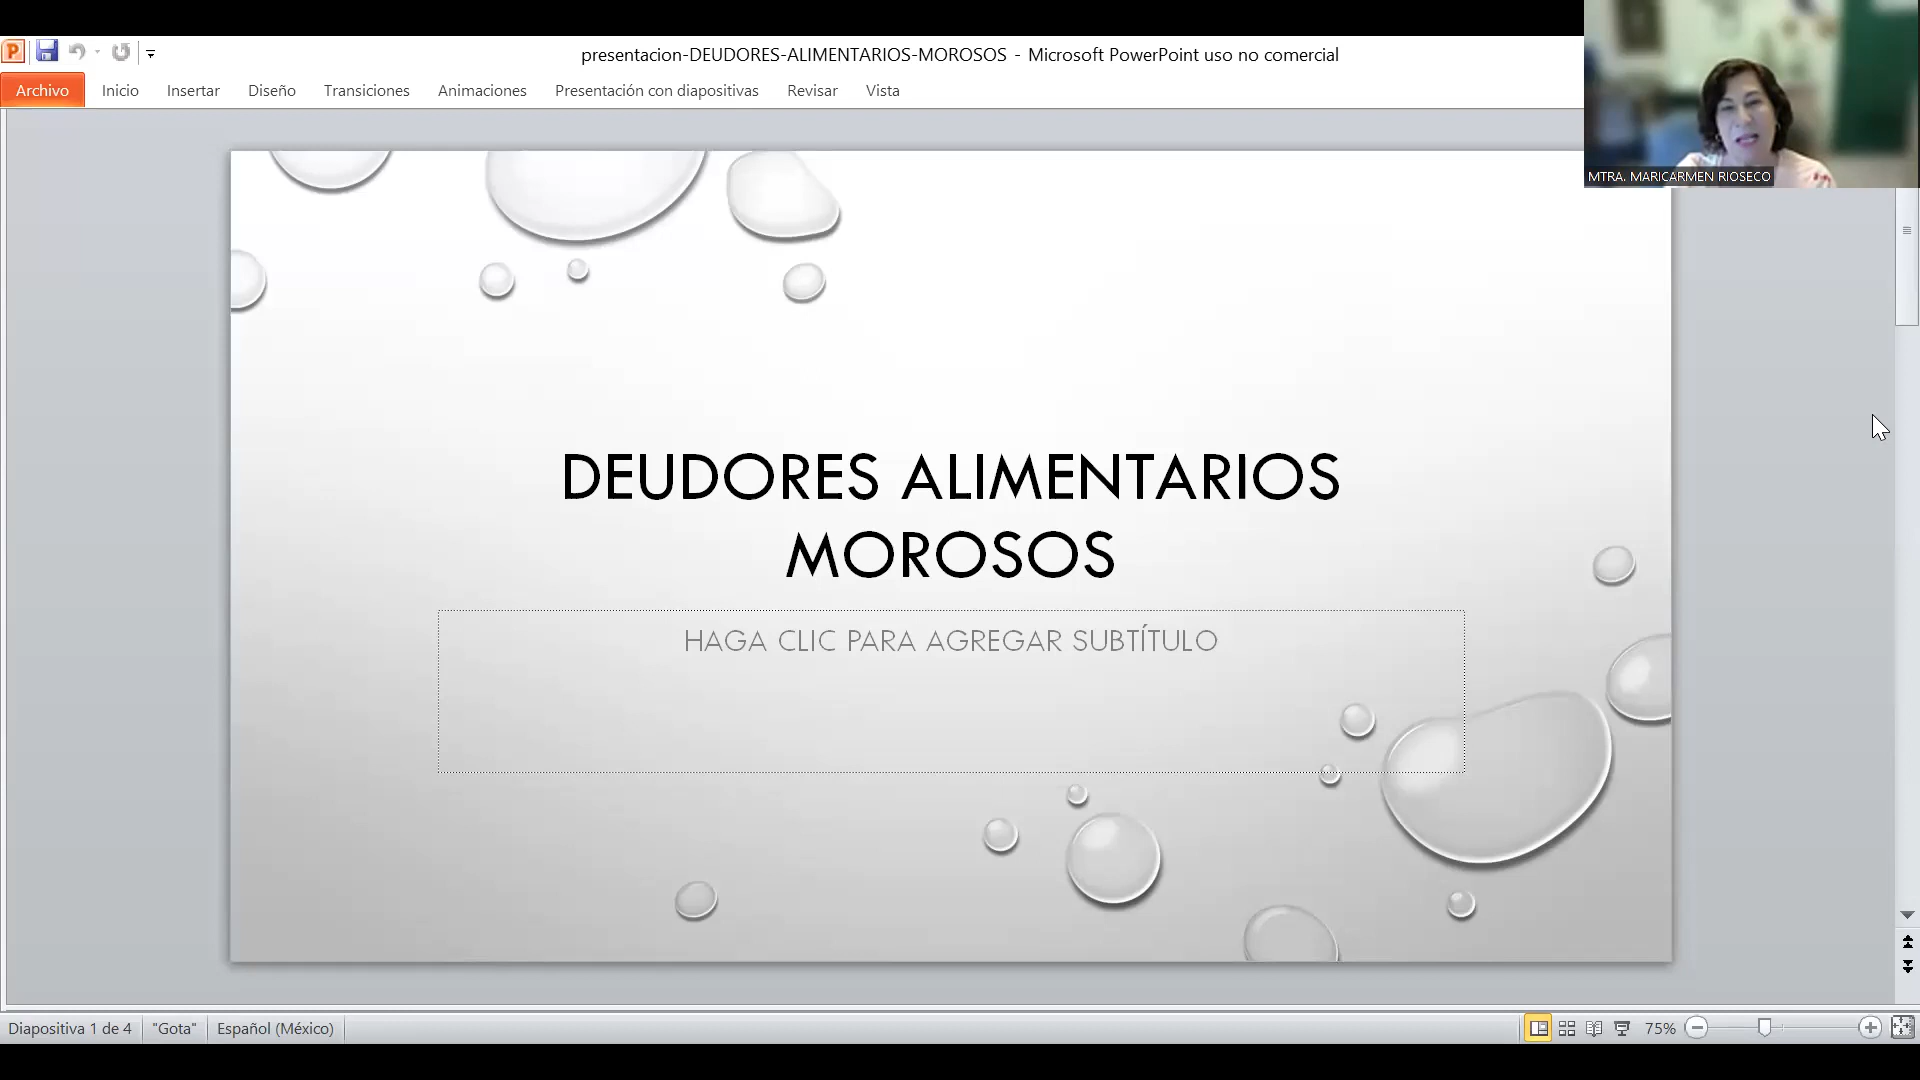 presentacion-DEUDORES-ALIMENTARIOS-MOROSOS - Microsoft PowerPoint uso no comercial
Archivo Inicio Insertar Diseño Transiciones Animaciones Presentación con diapositivas Revisar Vista
MTRA. MARICARMEN RIOSECO
DEUDORES ALIMENTARIOS
MOROSOS
HAGA CLIC PARA AGREGAR SUBTÍTULO
Diapositiva 1 de 4 "Gota" Español (México) 75%